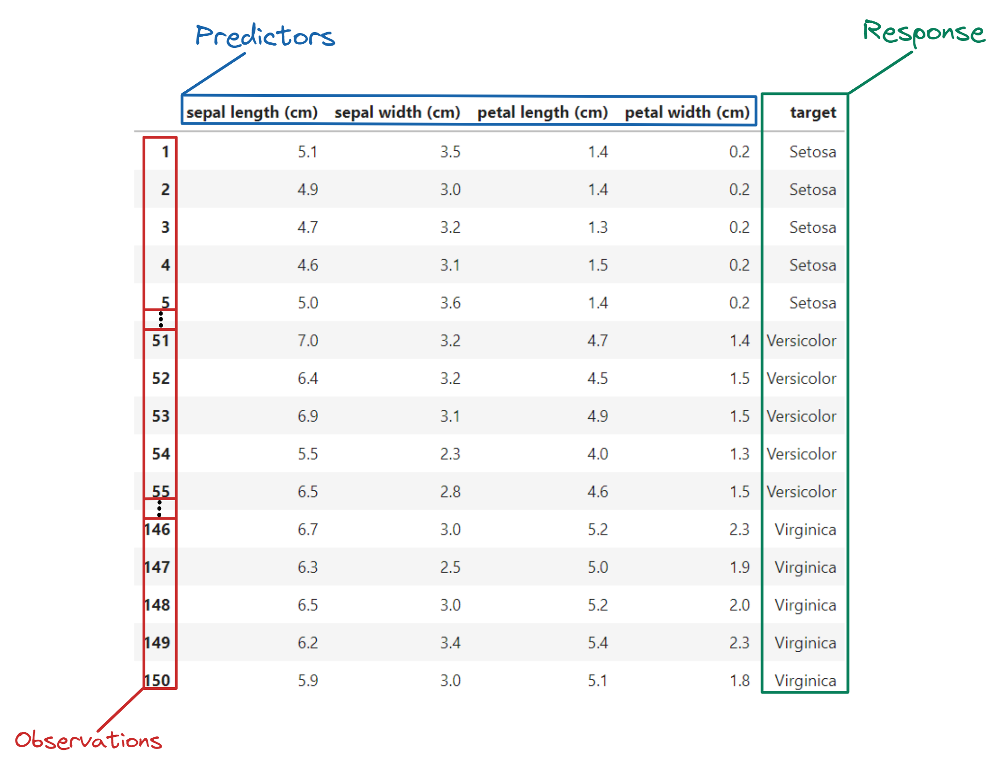 Predictors
Response
sepal length (cm) sepal width (cm) petal length (cm) petal width (cm) target
1 5.1 3.5 1.4 0.2 Setosa
2 4.9 3.0 1.4 0.2 Setosa
3 4.7 3.2 1.3 0.2 Setosa
4 4.6 3.1 1.5 0.2 Setosa
5 5.0 3.6 1.4 0.2 Setosa
51 7.0 3.2 4.7 1.4 Versicolor
52 6.4 3.2 4.5 1.5 Versicolor
53 6.9 3.1 4.9 1.5 Versicolor
54 5.5 2.3 4.0 1.3 Versicolor
55 6.5 2.8 4.6 1.5 Versicolor
146 6.7 3.0 5.2 2.3 Virginica
147 6.3 2.5 5.0 1.9 Virginica
148 6.5 3.0 5.2 2.0 Virginica
149 6.2 3.4 5.4 2.3 Virginica
150 5.9 3.0 5.1 1.8 Virginica
Observations